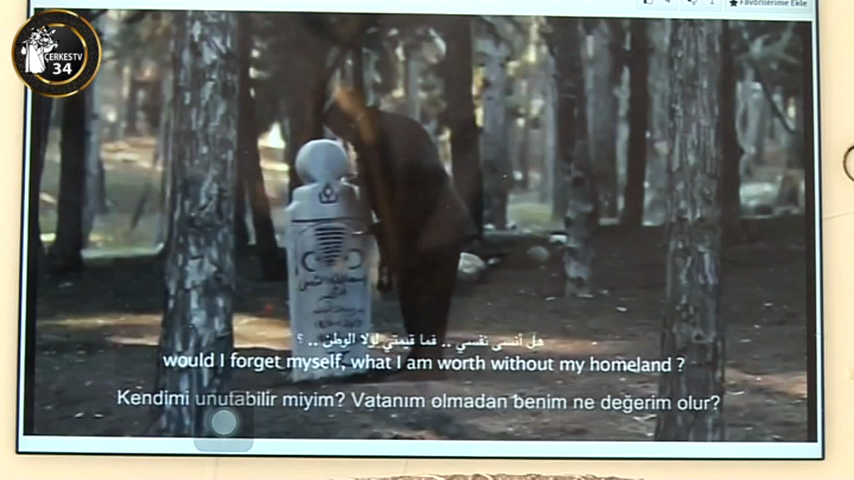 Favorilerime Ekle
ÇERKESTV
34
هل أنسى نفسي .. فما قيمتي لولا الوطن .. ؟
would I forget myself, what I am worth without my homeland ?
Kendimi unutabilir miyim? Vatanım olmadan benim ne değerim olur?